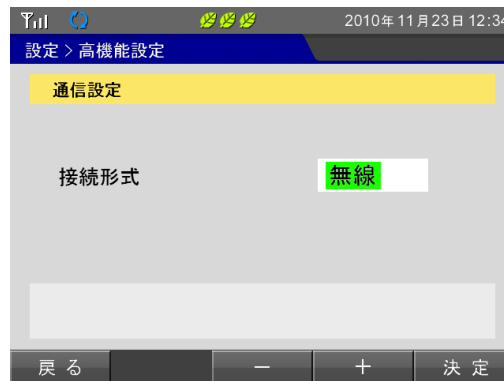 2010年11月23日 12:34
設定 > 高機能設定
通信設定
接続形式 無線
戻る － ＋ 決定